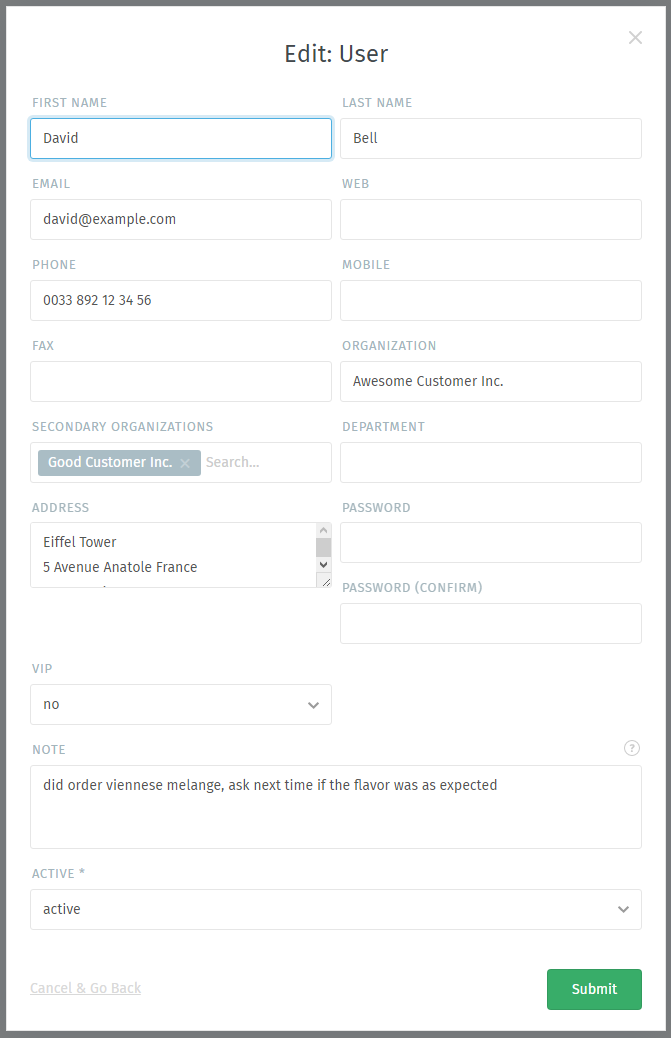 Edit: User
FIRST NAME
LAST NAME
David
Bell
EMAIL
WEB
david@example.com
PHONE
MOBILE
0033 892 12 34 56
FAX
ORGANIZATION
Awesome Customer Inc.
SECONDARY ORGANIZATIONS
DEPARTMENT
Good Customer Inc. × Search...
ADDRESS
PASSWORD
Eiffel Tower
5 Avenue Anatole France
PASSWORD (CONFIRM)
VIP
no
NOTE
?
did order viennese melange, ask next time if the flavor was as expected
ACTIVE *
active
Cancel & Go Back
Submit